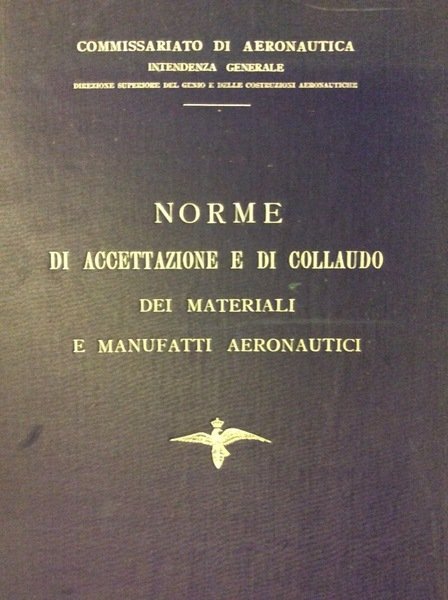 COMMISSARIATO DI AERONAUTICA
INTENDENZA GENERALE
DIREZIONE SUPERIORE DEL GENIO E DELLE COSTRUZIONI AERONAUTICHE
NORME
DI ACCETTAZIONE E DI COLLAUDO
DEI MATERIALI
E MANUFATTI AERONAUTICI